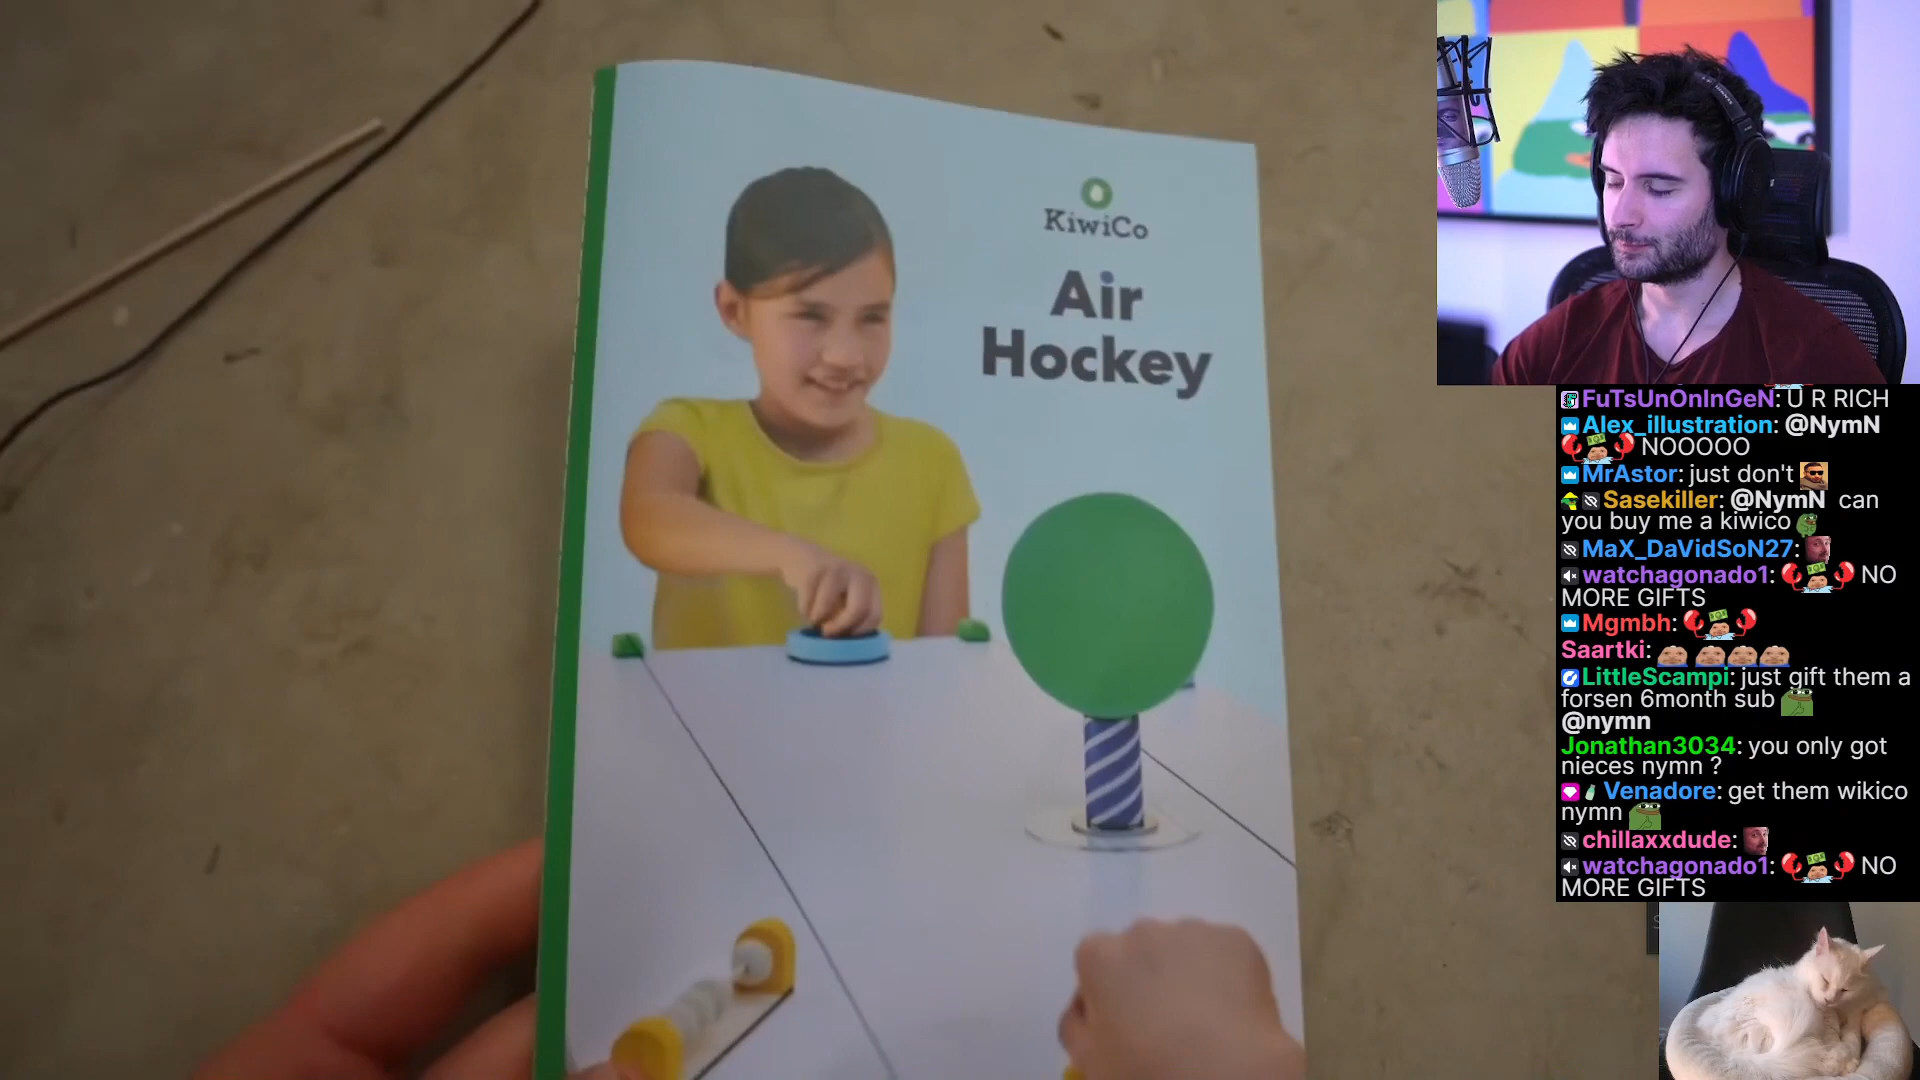 KiwiCo
Air
Hockey
FuTsUnOnInGeN: U R RICH
Alex_illustration: @NymN
NOOOOO
MrAstor: just don't
Sasekiller: @NymN can
you buy me a kiwico
MaX_DaVidSoN27:
watchagonado1: NO
MORE GIFTS
Mgmbh:
Saartki:
LittleScampi: just gift them a
forsen 6month sub
@nymn
Jonathan3034: you only got
nieces nymn ?
Venadore: get them wikico
nymn
chillaxxdude:
watchagonado1: NO
MORE GIFTS